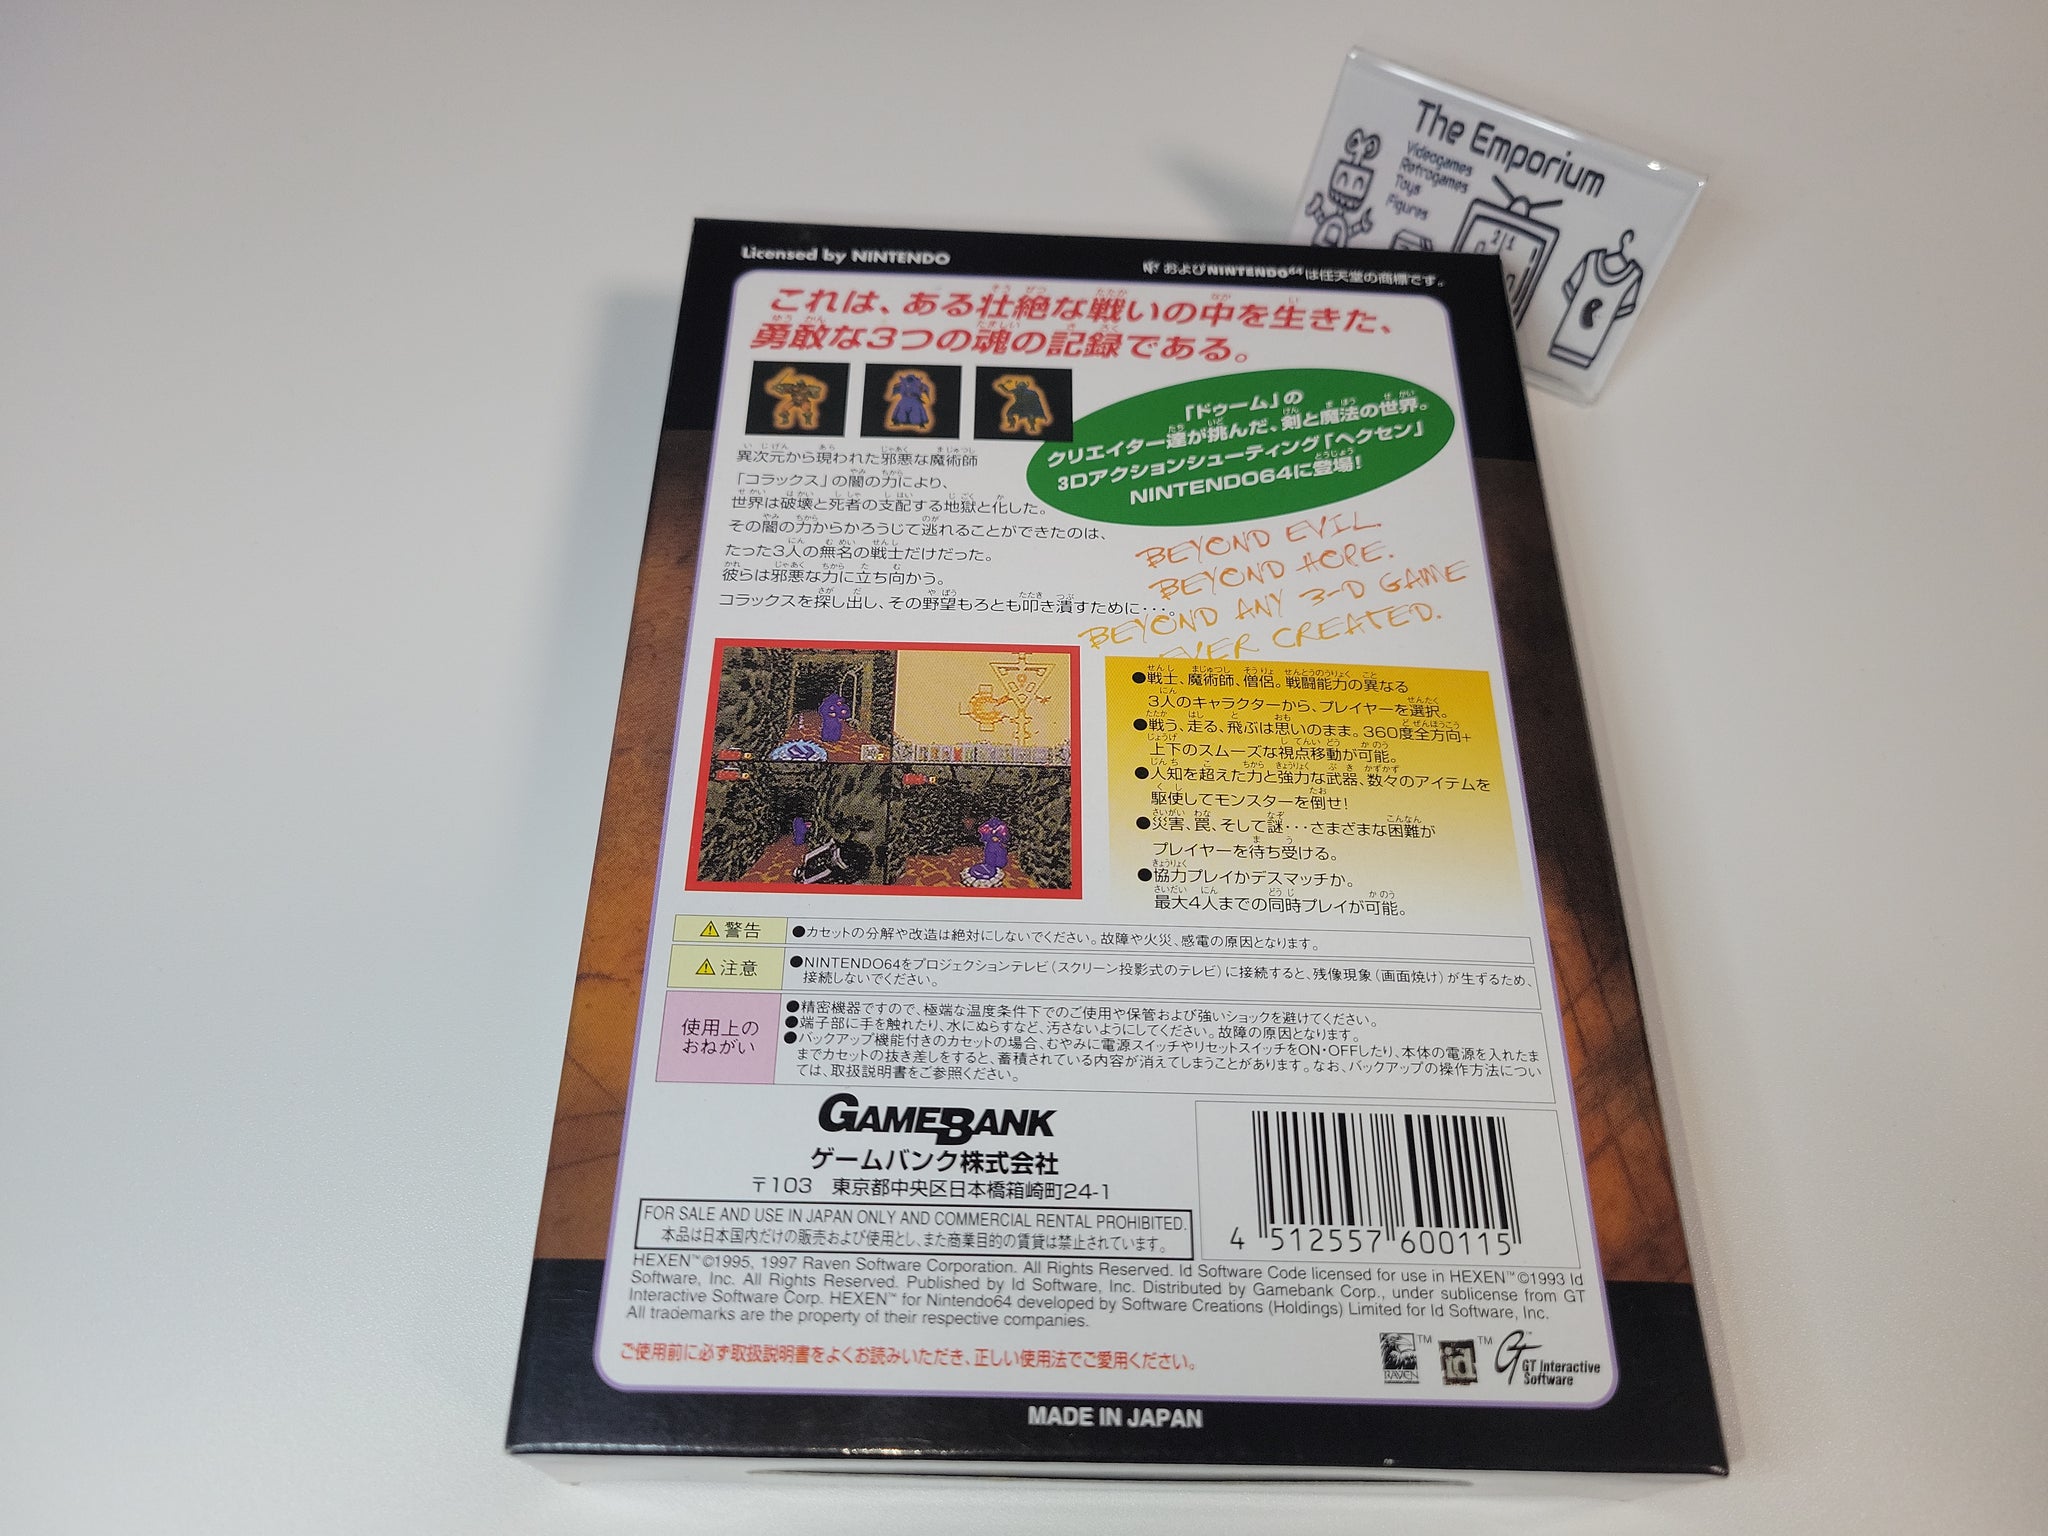 The Emporium
Videogames
Retrogames
Toys
Figures
Licensed by NINTENDO
およびNINTENDO64は任天堂の商標です。
これは、ある壮絶な戦いの中を生きた、
勇敢な3つの魂の記録である。
「ドゥーム」の
クリエイター達が挑んだ、剣と魔法の世界。
3Dアクションシューティング「ヘクセン」
NINTENDO64に登場!
異次元から現われた邪悪な魔術師
「コラックス」の闇の力により、
世界は破壊と死者の支配する地獄と化した。
その闇の力からかろうじて逃れることができたのは、
たった3人の無名の戦士だけだった。
彼らは邪悪な力に立ち向かう。
コラックスを探し出し、その野望もろとも叩き潰すために・・・。
BEYOND EVIL.
BEYOND HOPE.
BEYOND ANY 3-D GAME
EVER CREATED.
●戦士、魔術師、僧侶。戦闘能力の異なる
3人のキャラクターから、プレイヤーを選択。
●戦う、走る、飛ぶは思いのまま。360度全方向+
上下のスムーズな視点移動が可能。
●人知を超えた力と強力な武器、数々のアイテムを
駆使してモンスターを倒せ!
●災害、罠、そして謎・・・さまざまな困難が
プレイヤーを待ち受ける。
●協力プレイかデスマッチか。
最大4人までの同時プレイが可能。
警告
●カセットの分解や改造は絶対にしないでください。故障や火災、感電の原因となります。
注意
●NINTENDO64をプロジェクションテレビ(スクリーン投影式のテレビ)に接続すると、残像現象(画面焼け)が生ずるため、
接続しないでください。
使用上の
おねがい
●精密機器ですので、極端な温度条件下でのご使用や保管および強いショックを避けてください。
●端子部に手を触れたり、水にぬらすなど、汚さないようにしてください。故障の原因となります。
●バックアップ機能付きのカセットの場合、むやみに電源スイッチやリセットスイッチをON・OFFしたり、本体の電源を入れたま
までカセットの抜き差しをすると、蓄積されている内容が消えてしまうことがあります。なお、バックアップの操作方法につい
ては、取扱説明書をご参照ください。
GAMEBANK
ゲームバンク株式会社
〒103 東京都中央区日本橋箱崎町24-1
FOR SALE AND USE IN JAPAN ONLY AND COMMERCIAL RENTAL PROHIBITED.
本品は日本国内だけの販売および使用とし、また商業目的の賃貸は禁止されています。
4 512557 600115
HEXEN™©1995, 1997 Raven Software Corporation. All Rights Reserved. Id Software Code licensed for use in HEXEN™©1993 Id
Software, Inc. All Rights Reserved. Published by Id Software, Inc. Distributed by Gamebank Corp., under sublicense from GT
Interactive Software Corp. HEXEN™ for Nintendo64 developed by Software Creations (Holdings) Limited for Id Software, Inc.
All trademarks are the property of their respective companies.
ご使用前に必ず取扱説明書をよくお読みいただき、正しい使用法でご愛用ください。
RAVEN™
id™
GT Interactive
Software
MADE IN JAPAN